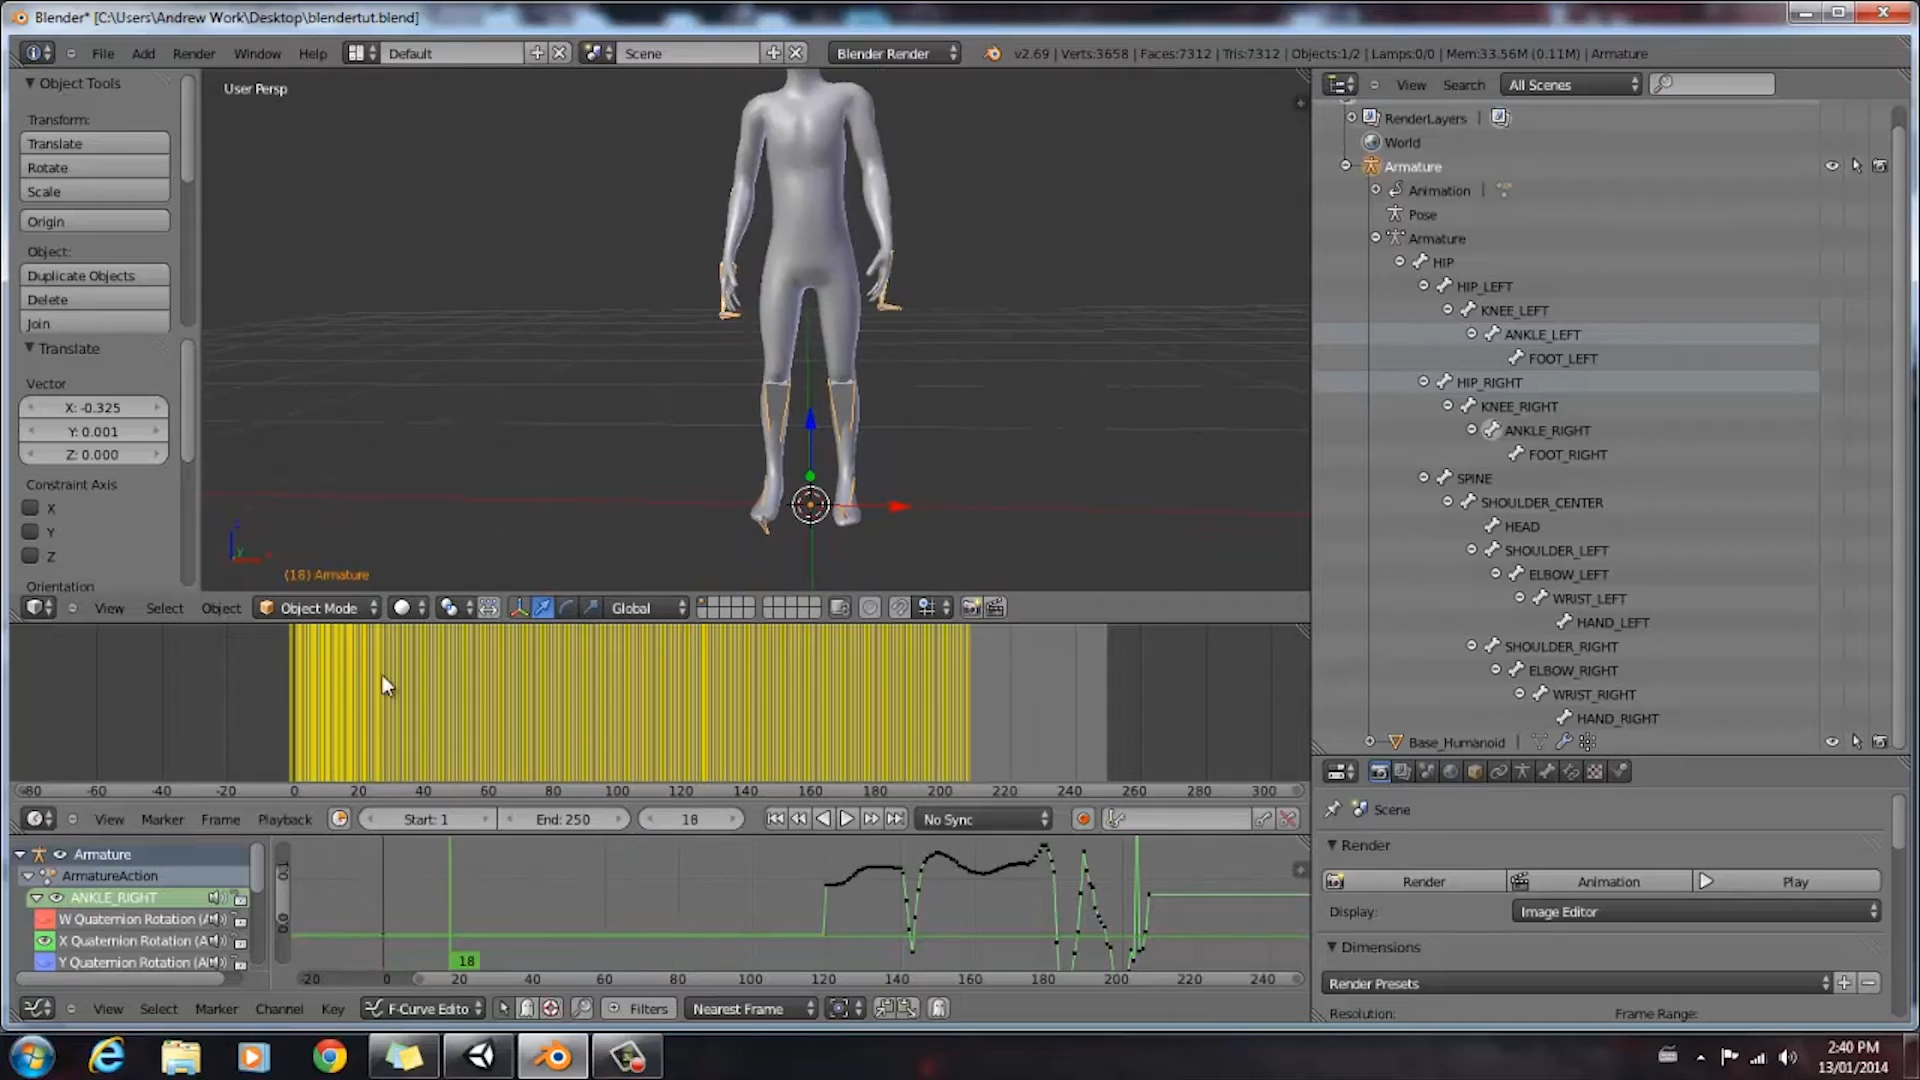 Blender* [C:\Users\Andrew Work\Desktop\blendertut.blend]
File Add Render Window Help Default Scene Blender Render v2.69 | Verts:3658 | Faces:7312 | Tris:7312 | Objects:1/2 | Lamps:0/0 | Mem:33.56M (0.11M) | Armature
Object Tools
Transform:
Translate
Rotate
Scale
Origin
Object:
Duplicate Objects
Delete
Join
Translate
Vector
X: -0.325
Y: 0.001
Z: 0.000
Constraint Axis
X
Y
Z
Orientation
User Persp
(18) Armature
View Select Object Object Mode Global
View Search All Scenes
RenderLayers |
World
Armature
Animation |
Pose
Armature
HIP
HIP_LEFT
KNEE_LEFT
ANKLE_LEFT
FOOT_LEFT
HIP_RIGHT
KNEE_RIGHT
ANKLE_RIGHT
FOOT_RIGHT
SPINE
SHOULDER_CENTER
HEAD
SHOULDER_LEFT
ELBOW_LEFT
WRIST_LEFT
HAND_LEFT
SHOULDER_RIGHT
ELBOW_RIGHT
WRIST_RIGHT
HAND_RIGHT
Base_Humanoid |
-80 -60 -40 -20 0 20 40 60 80 100 120 140 160 180 200 220 240 260 280 300
View Marker Frame Playback Start: 1 End: 250 18 No Sync
Armature
ArmatureAction
ANKLE_RIGHT
W Quaternion Rotation (A
X Quaternion Rotation (A
Y Quaternion Rotation (A
0.0
18
-20 0 20 40 60 80 100 120 140 160 180 200 220 240
View Select Marker Channel Key F-Curve Edito Filters Nearest Frame
Scene
Render
Render Animation Play
Display: Image Editor
Dimensions
Render Presets
Resolution: Frame Range:
2:40 PM
13/01/2014